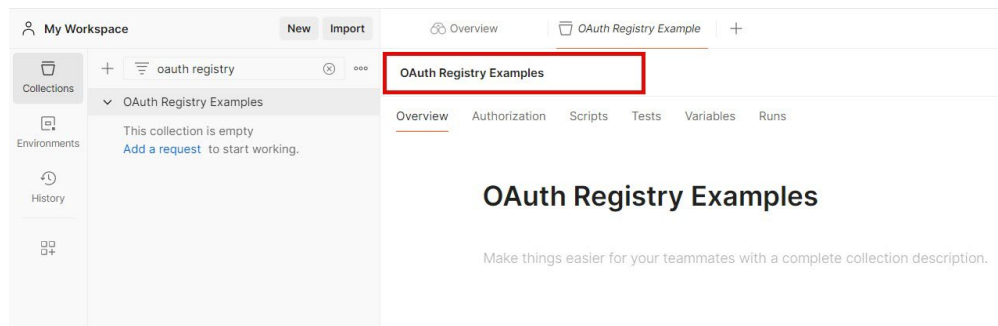 My Workspace
New
Import
Overview
OAuth Registry Example
Collections
oauth registry
OAuth Registry Examples
OAuth Registry Examples
This collection is empty
Add a request to start working.
Environments
History
Overview
Authorization
Scripts
Tests
Variables
Runs
OAuth Registry Examples
Make things easier for your teammates with a complete collection description.